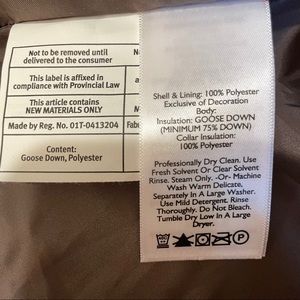 Not to be removed until
delivered to the consumer
This label is affixed in
compliance with Provincial Law
This article contains
NEW MATERIALS ONLY
Made by Reg. No. 01T-0413204
Content:
Goose Down, Polyester
Shell & Lining: 100% Polyester
Exclusive of Decoration
Body:
Insulation: GOOSE DOWN
(MINIMUM 75% DOWN)
Collar Insulation:
100% Polyester
Professionally Dry Clean. Use
Fresh Solvent Or Clear Solvent
Rinse. Steam Only. -Or- Machine
Wash Warm Delicate,
Separately In A Large Washer.
Use Mild Detergent, Rinse
Thoroughly. Do Not Bleach.
Tumble Dry Low In A Large
Dryer.
P